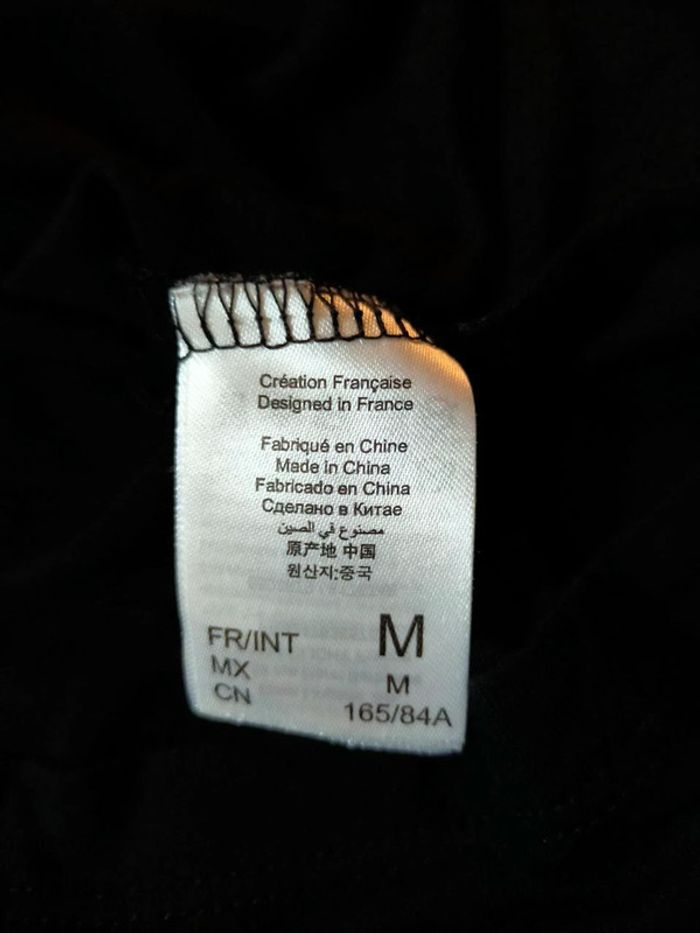 Création Française
Designed in France
Fabriqué en Chine
Made in China
Fabricado en China
Сделано в Китае
مصنوع في الصين
原产地 中国
원산지:중국
FR/INT M
MX M
CN 165/84A